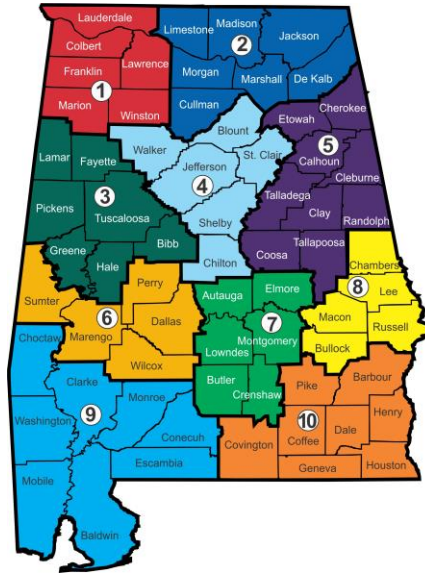 Lauderdale
Limestone Madison Jackson
Colbert
2
Franklin Lawrence
Morgan Marshall De Kalb
1
Marion Winston
Cullman
Cherokee
Etowah
Blount
Walker
St. Clair
5
Lamar Fayette
Jefferson
Calhoun
4
Cleburne
3
Pickens
Tuscaloosa
Talladega
Clay
Randolph
Shelby
Greene
Bibb
Hale
Coosa
Tallapoosa
Chilton
Chambers
Perry
Sumter
Autauga
Elmore
8
Lee
6
Marengo
Dallas
7
Macon
Russell
Choctaw
Montgomery
Lowndes
Bullock
Wilcox
Clarke
Butler
Pike
Barbour
Monroe
Crenshaw
9
Washington
10
Henry
Conecuh
Covington
Coffee
Dale
Escambia
Geneva
Houston
Mobile
Baldwin